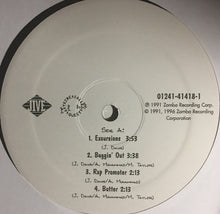 JIVE
SIDE A:
01241-41418-1
1. Excursions 3:53
(J. Davis)
2. Buggin' Out 3:38
(J. Davis/A. Muhammad/M. Taylor)
3. Rap Promoter 2:13
(J. Davis/A. Muhammad/M. Taylor)
4. Butter 2:13
(J. Davis/A. Muhammad/M. Taylor)
℗ 1991 Zomba Recording Corp.
© 1991, 1996 Zomba Recording
Corporation